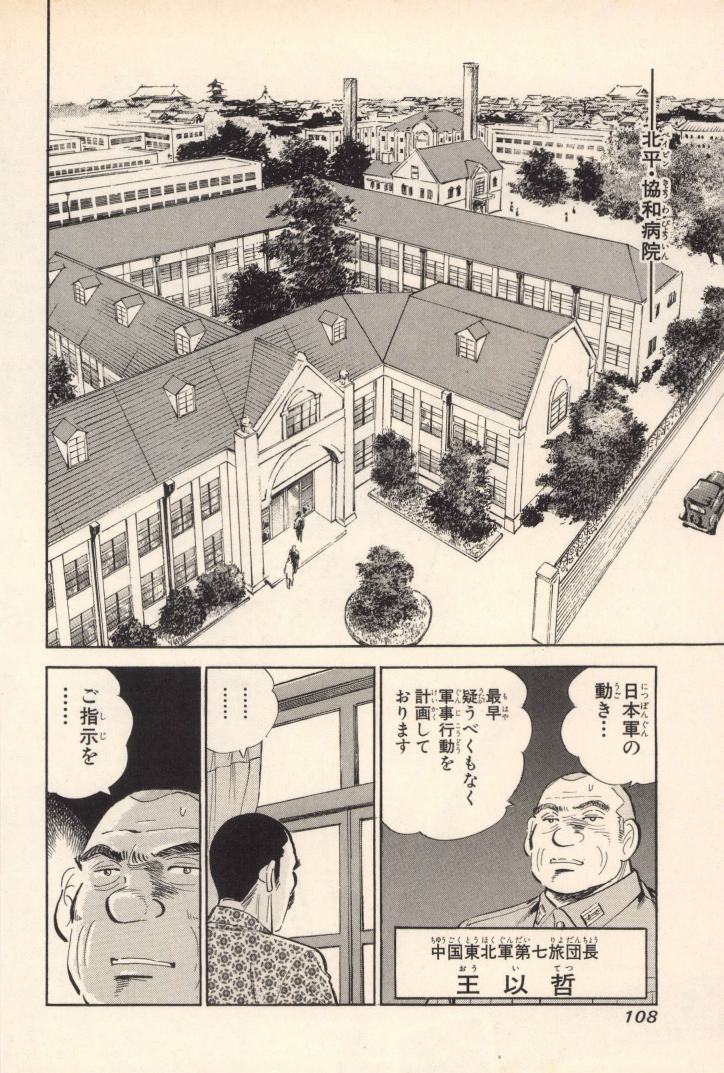 北平・協和病院
日本軍の
動き…
最早
疑うべくもなく
軍事行動を
計画して
おります
中国東北軍第七旅団長
王以哲
……
……
ご指示を
……
108